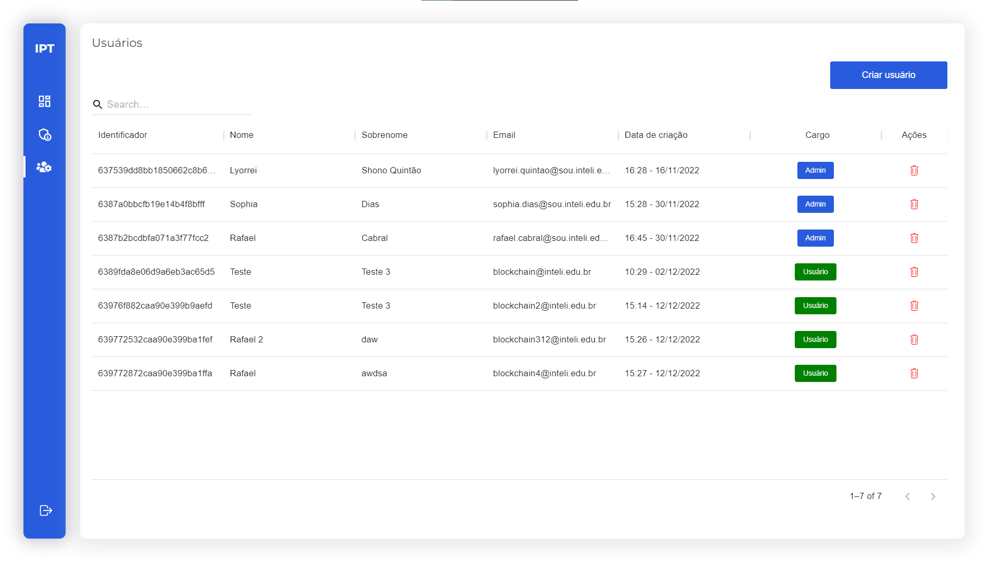 IPT
Usuários
Criar usuário
Search…
Identificador Nome Sobrenome Email Data de criação Cargo Ações
637539dd8bb1850662c8b6… Lyorrei Shono Quintão lyorrei.quintao@sou.inteli.e… 16:28 - 16/11/2022 Admin
6387a0bbcfb19e14b4f8bfff Sophia Dias sophia.dias@sou.inteli.edu.br 15:28 - 30/11/2022 Admin
6387b2bcdbfa071a3f77fcc2 Rafael Cabral rafael.cabral@sou.inteli.ed… 16:45 - 30/11/2022 Admin
6389fda8e06d9a6eb3ac65d5 Teste Teste 3 blockchain@inteli.edu.br 10:29 - 02/12/2022 Usuário
63976f882caa90e399b9aefd Teste Teste 3 blockchain2@inteli.edu.br 15:14 - 12/12/2022 Usuário
639772532caa90e399ba1fef Rafael 2 daw blockchain312@inteli.edu.br 15:26 - 12/12/2022 Usuário
639772872caa90e399ba1ffa Rafael awdsa blockchain4@inteli.edu.br 15:27 - 12/12/2022 Usuário
1–7 of 7